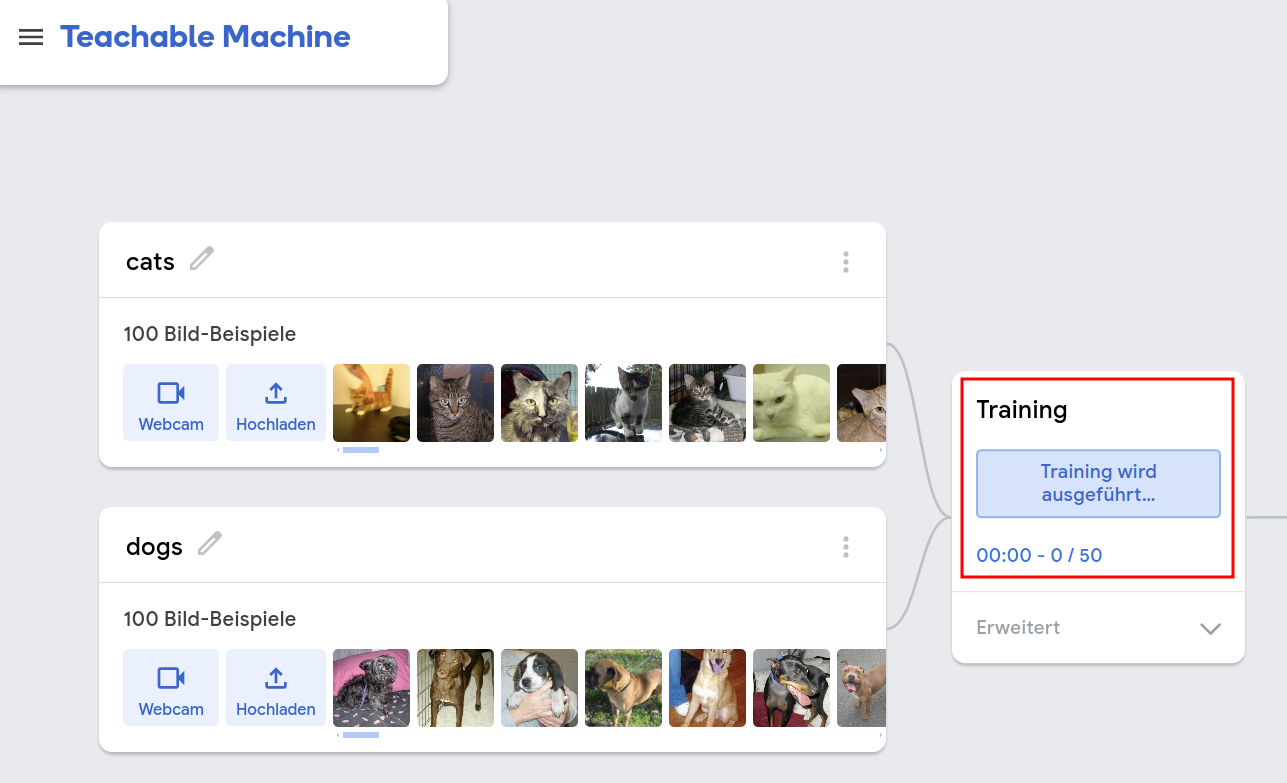 Teachable Machine
cats
100 Bild-Beispiele
Webcam
Hochladen
dogs
100 Bild-Beispiele
Webcam
Hochladen
Training
Training wird
ausgeführt...
00:00 - 0 / 50
Erweitert